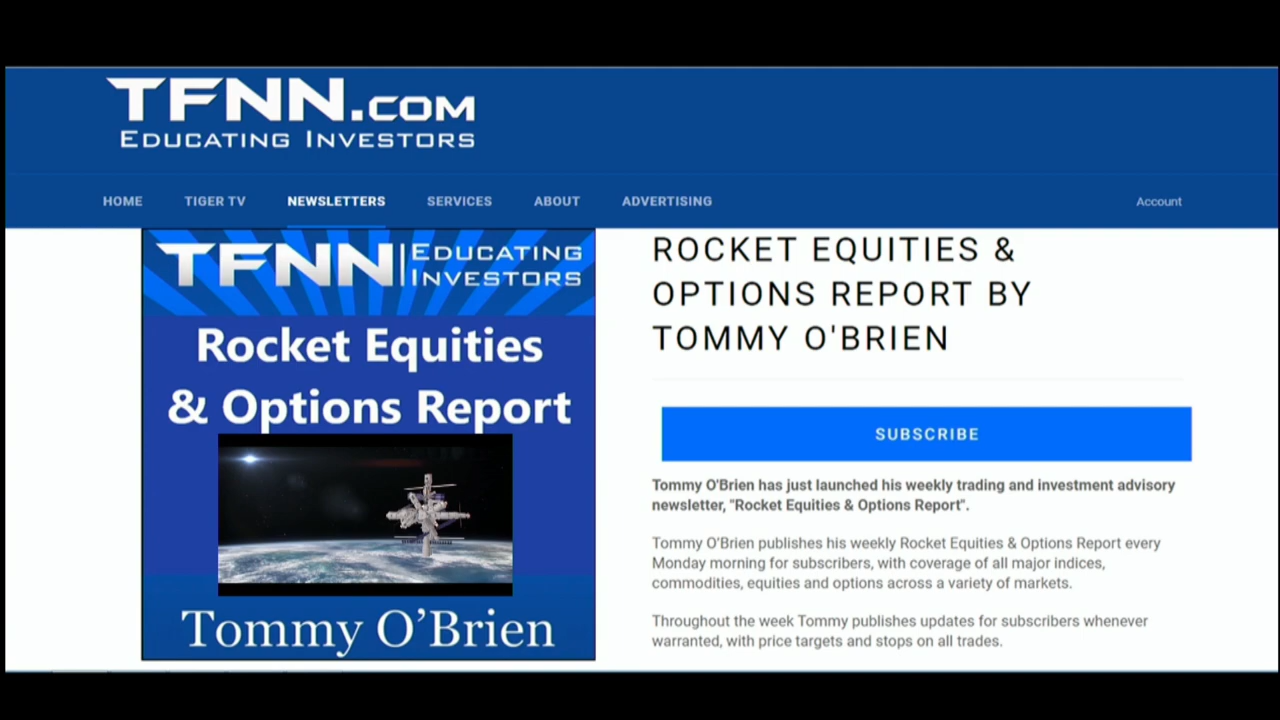 TFNN.COM
EDUCATING INVESTORS
HOME TIGER TV NEWSLETTERS SERVICES ABOUT ADVERTISING Account
TFNN EDUCATING
INVESTORS
Rocket Equities
& Options Report
Tommy O’Brien
ROCKET EQUITIES &
OPTIONS REPORT BY
TOMMY O'BRIEN
SUBSCRIBE
Tommy O'Brien has just launched his weekly trading and investment advisory
newsletter, "Rocket Equities & Options Report".
Tommy O’Brien publishes his weekly Rocket Equities & Options Report every
Monday morning for subscribers, with coverage of all major indices,
commodities, equities and options across a variety of markets.
Throughout the week Tommy publishes updates for subscribers whenever
warranted, with price targets and stops on all trades.